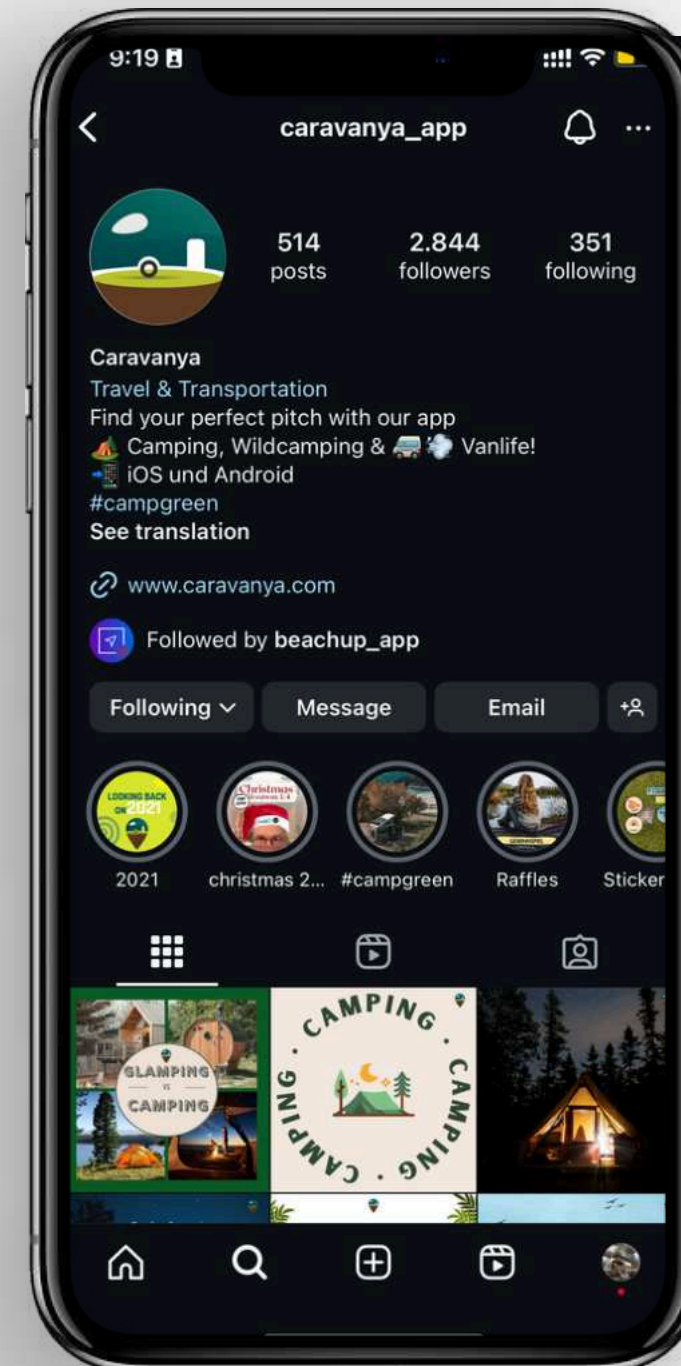 9:19
caravanya_app
514 2.844 351
posts followers following
Caravanya
Travel & Transportation
Find your perfect pitch with our app
🏕️ Camping, Wildcamping & 🚐💨 Vanlife!
📲 iOS und Android
#campgreen
See translation
www.caravanya.com
Followed by beachup_app
Following Message Email
LOOKING BACK
ON 2021
Christmas
2021 christmas 2... #campgreen Raffles Sticker
GLAMPING
VS
CAMPING
CAMPING . CAMPING . CAMPING .